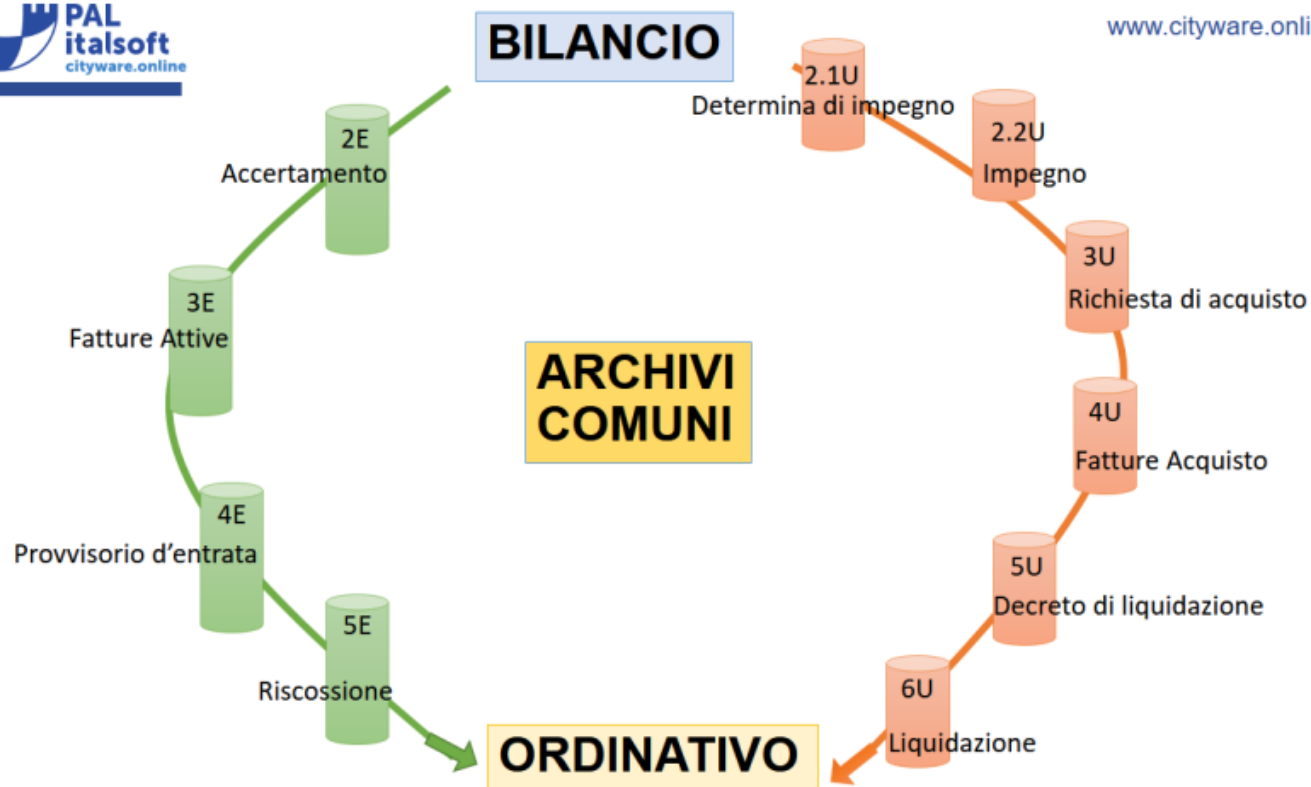 PAL
italsoft
cityware.online
BILANCIO
www.cityware.onli
2E
Accertamento
3E
Fatture Attive
4E
Provvisorio d'entrata
5E
Riscossione
ARCHIVI
COMUNI
2.1U
Determina di impegno
2.2U
Impegno
3U
Richiesta di acquisto
4U
Fatture Acquisto
5U
Decreto di liquidazione
6U
Liquidazione
ORDINATIVO